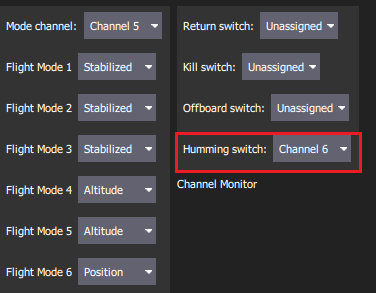 Mode channel: Channel 5
Flight Mode 1 Stabilized
Flight Mode 2 Stabilized
Flight Mode 3 Stabilized
Flight Mode 4 Altitude
Flight Mode 5 Altitude
Flight Mode 6 Position
Return switch: Unassigned
Kill switch: Unassigned
Offboard switch: Unassigned
Humming switch: Channel 6
Channel Monitor